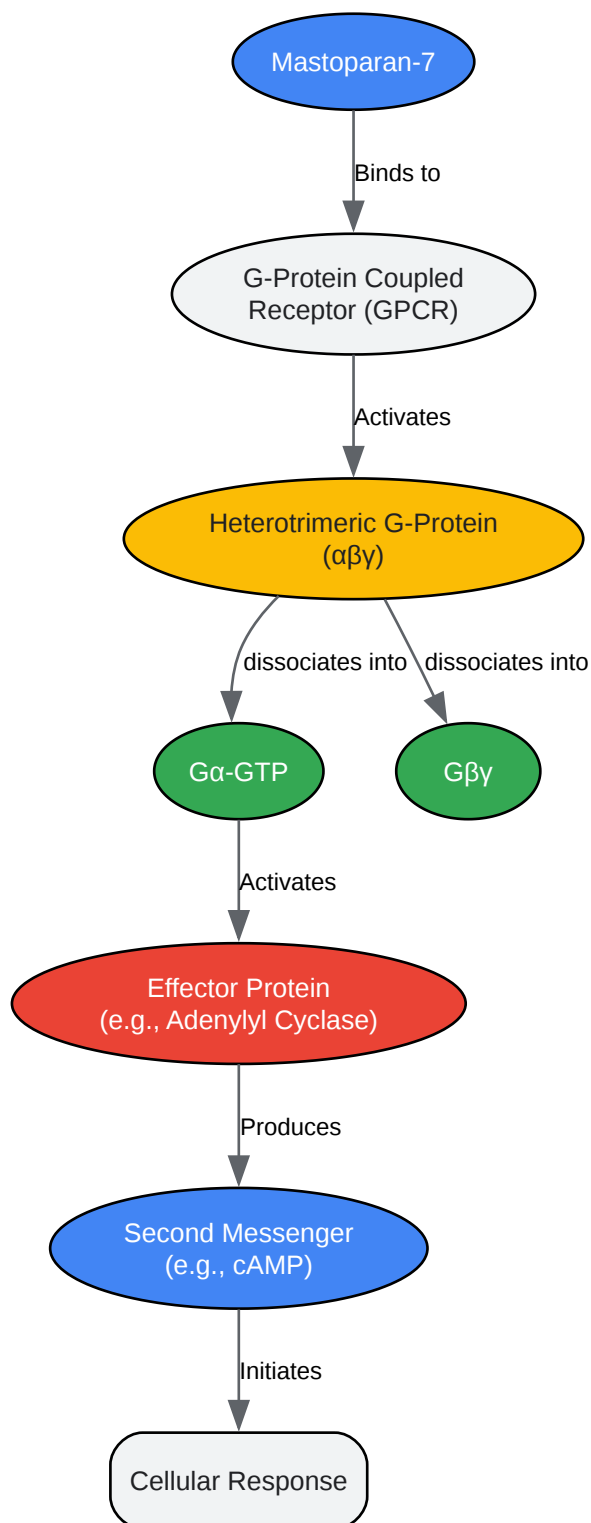 Mastoparan-7
Binds to
G-Protein Coupled
Receptor (GPCR)
Activates
Heterotrimeric G-Protein
(αβγ)
dissociates into
dissociates into
Gα-GTP
Gβγ
Activates
Effector Protein
(e.g., Adenylyl Cyclase)
Produces
Second Messenger
(e.g., cAMP)
Initiates
Cellular Response